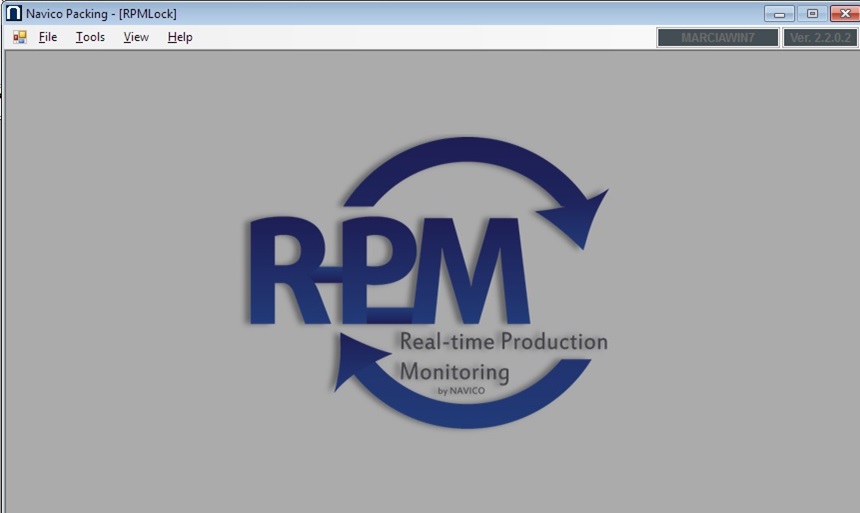 Navico Packing - [RPMLock]
File Tools View Help MARCIAWIN7 Ver. 2.2.0.2
RPM
Real-time Production
Monitoring
by NAVICO